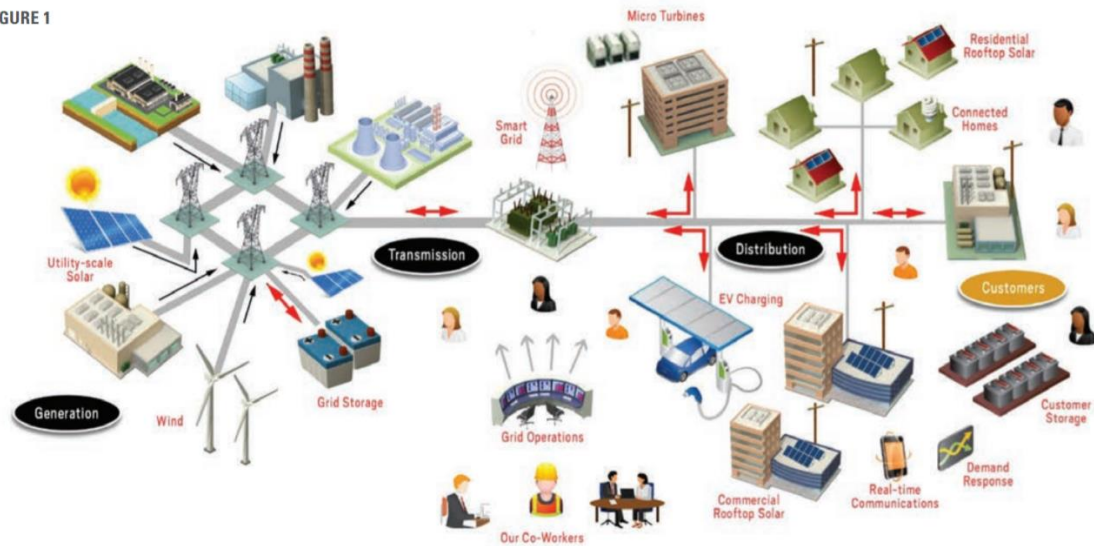 GURE 1
Micro Turbines
Residential
Rooftop Solar
Smart
Grid
Connected
Homes
Utility-scale
Solar
Transmission
Distribution
Customers
EV Charging
Generation
Wind
Grid Storage
Grid Operations
Customer
Storage
Commercial
Rooftop Solar
Real-time
Communications
Demand
Response
Our Co-Workers